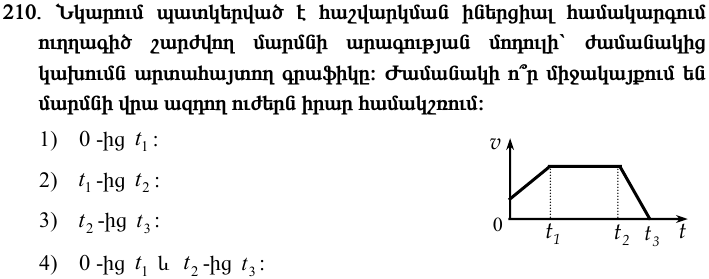 210. Նկարում պատկերված է հաշվարկման իներցիալ համակարգում
ուղղագիծ շարժվող մարմնի արագության մոդուլի՝ ժամանակից
կախումն արտահայտող գրաֆիկը: Ժամանակի ո՞ր միջակայքում են
մարմնի վրա ազդող ուժերն իրար համակշռում:
1) 0 -ից t₁ :
2) t₁ -ից t₂ :
3) t₂ -ից t₃ :
4) 0 -ից t₁ և t₂ -ից t₃ :
v
0 t₁ t₂ t₃ t